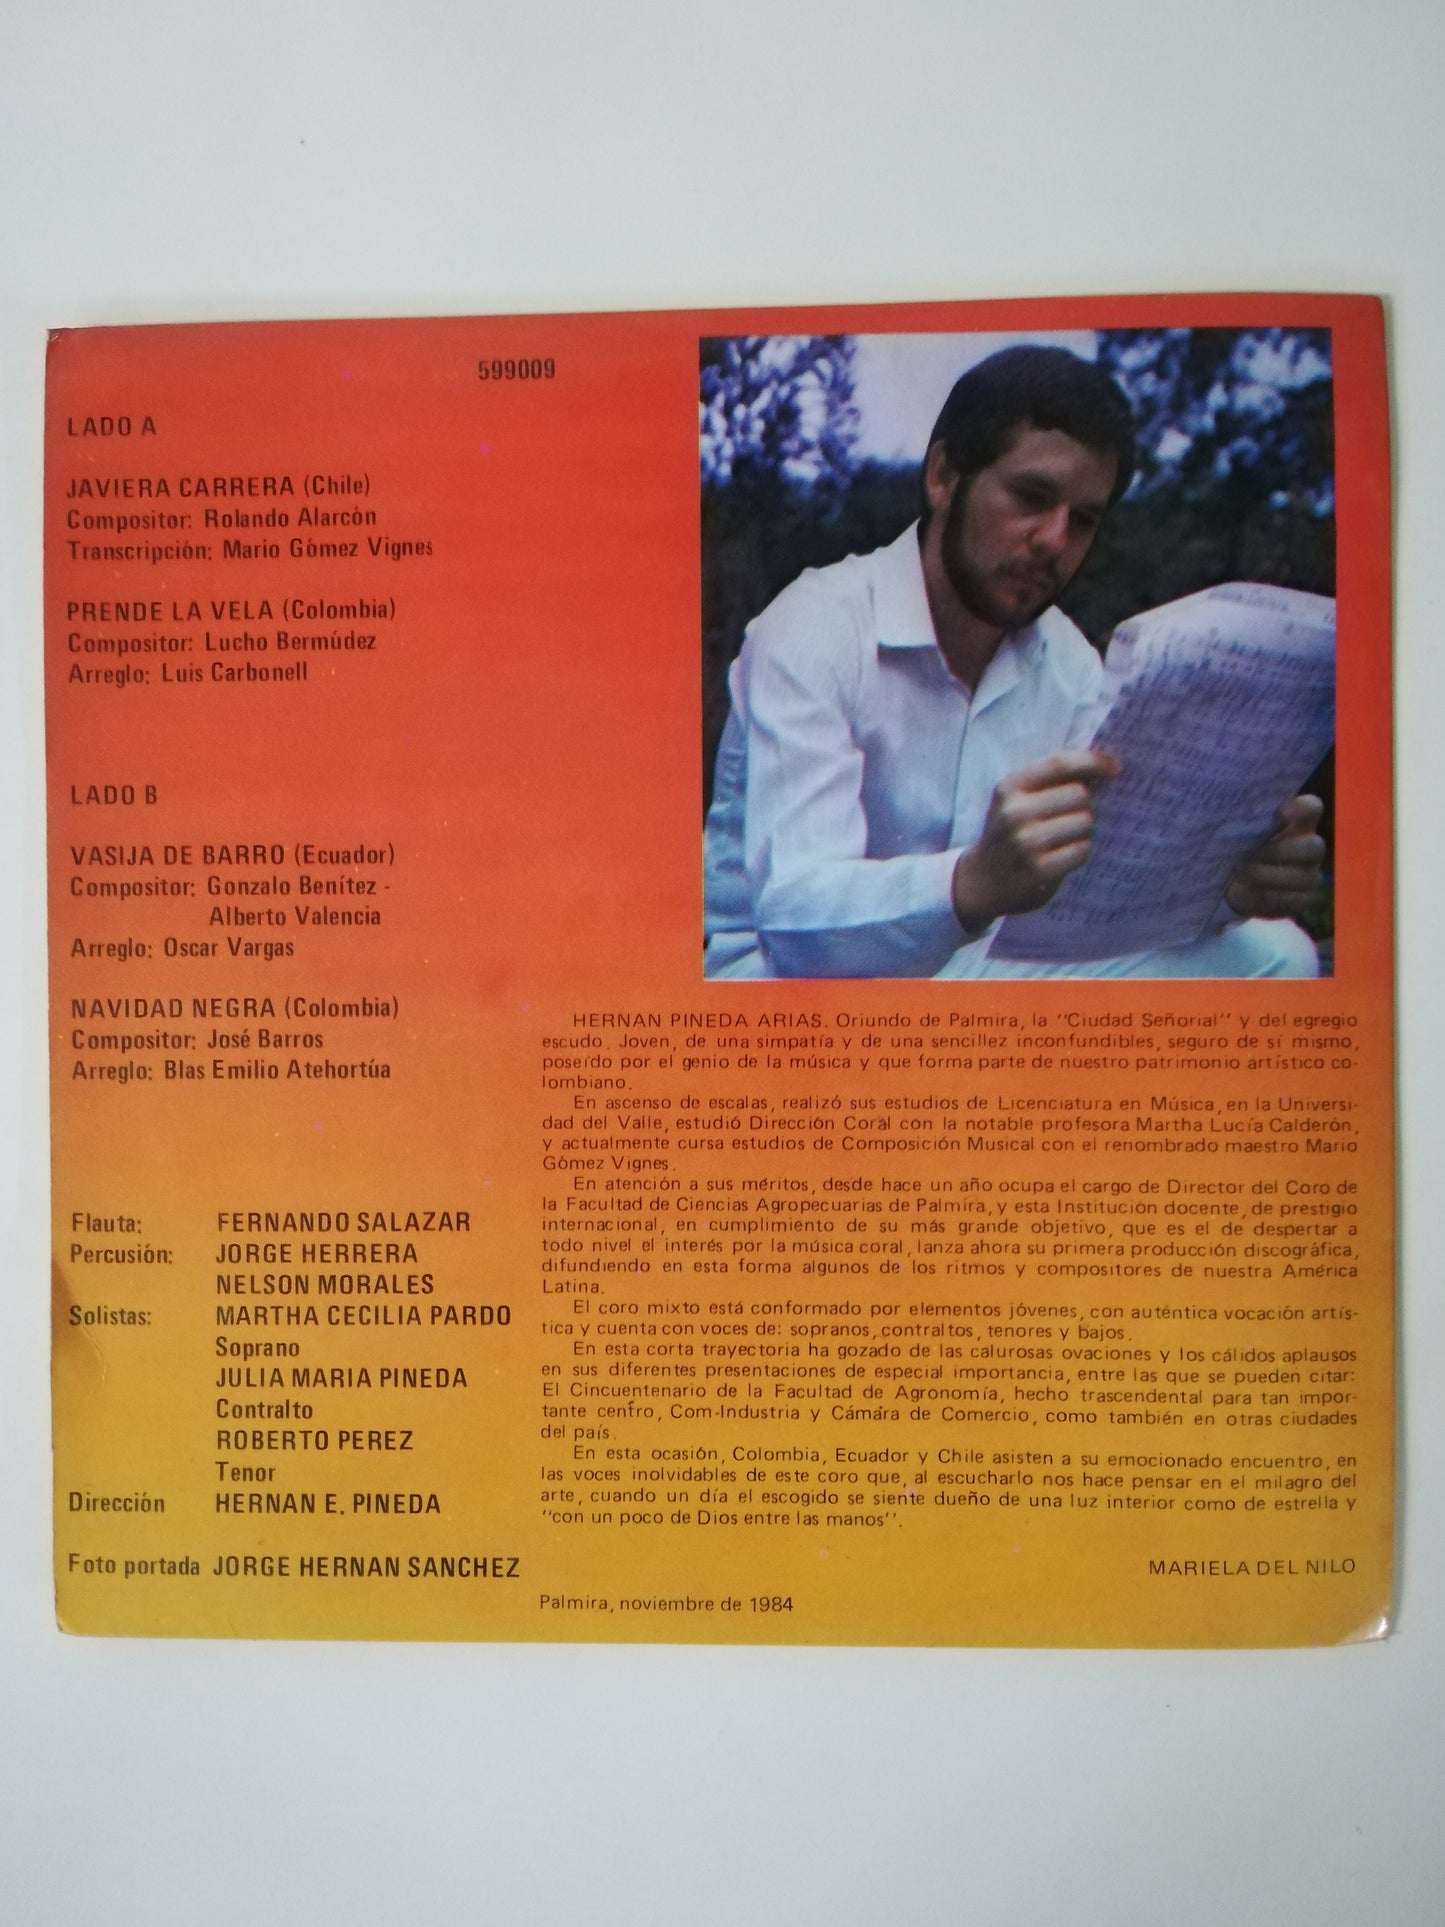 599009
LADO A
JAVIERA CARRERA (Chile)
Compositor: Rolando Alarcón
Transcripción: Mario Gómez Vignes
PRENDE LA VELA (Colombia)
Compositor: Lucho Bermúdez
Arreglo: Luis Carbonell
LADO B
VASIJA DE BARRO (Ecuador)
Compositor: Gonzalo Benítez -
Alberto Valencia
Arreglo: Oscar Vargas
NAVIDAD NEGRA (Colombia)
Compositor: José Barros
Arreglo: Blas Emilio Atehortúa
Flauta: FERNANDO SALAZAR
Percusión: JORGE HERRERA
NELSON MORALES
Solistas: MARTHA CECILIA PARDO
Soprano
JULIA MARIA PINEDA
Contralto
ROBERTO PEREZ
Tenor
Dirección HERNAN E. PINEDA
Foto portada JORGE HERNAN SANCHEZ
HERNAN PINEDA ARIAS. Oriundo de Palmira, la "Ciudad Señorial" y del egregio
escudo. Joven, de una simpatía y de una sencillez inconfundibles, seguro de sí mismo,
poseído por el genio de la música y que forma parte de nuestro patrimonio artístico co-
lombiano.
En ascenso de escalas, realizó sus estudios de Licenciatura en Música, en la Universi-
dad del Valle, estudió Dirección Coral con la notable profesora Martha Lucía Calderón,
y actualmente cursa estudios de Composición Musical con el renombrado maestro Mario
Gómez Vignes.
En atención a sus méritos, desde hace un año ocupa el cargo de Director del Coro de
la Facultad de Ciencias Agropecuarias de Palmira, y esta Institución docente, de prestigio
internacional, en cumplimiento de su más grande objetivo, que es el de despertar a
todo nivel el interés por la música coral, lanza ahora su primera producción discográfica,
difundiendo en esta forma algunos de los ritmos y compositores de nuestra América
Latina.
El coro mixto está conformado por elementos jóvenes, con auténtica vocación artís-
tica y cuenta con voces de: sopranos, contraltos, tenores y bajos.
En esta corta trayectoria ha gozado de las calurosas ovaciones y los cálidos aplausos
en sus diferentes presentaciones de especial importancia, entre las que se pueden citar:
El Cincuentenario de la Facultad de Agronomía, hecho trascendental para tan impor-
tante centro, Com-Industria y Cámara de Comercio, como también en otras ciudades
del país.
En esta ocasión, Colombia, Ecuador y Chile asisten a su emocionado encuentro, en
las voces inolvidables de este coro que, al escucharlo nos hace pensar en el milagro del
arte, cuando un día el escogido se siente dueño de una luz interior como de estrella y
"con un poco de Dios entre las manos".
MARIELA DEL NILO
Palmira, noviembre de 1984